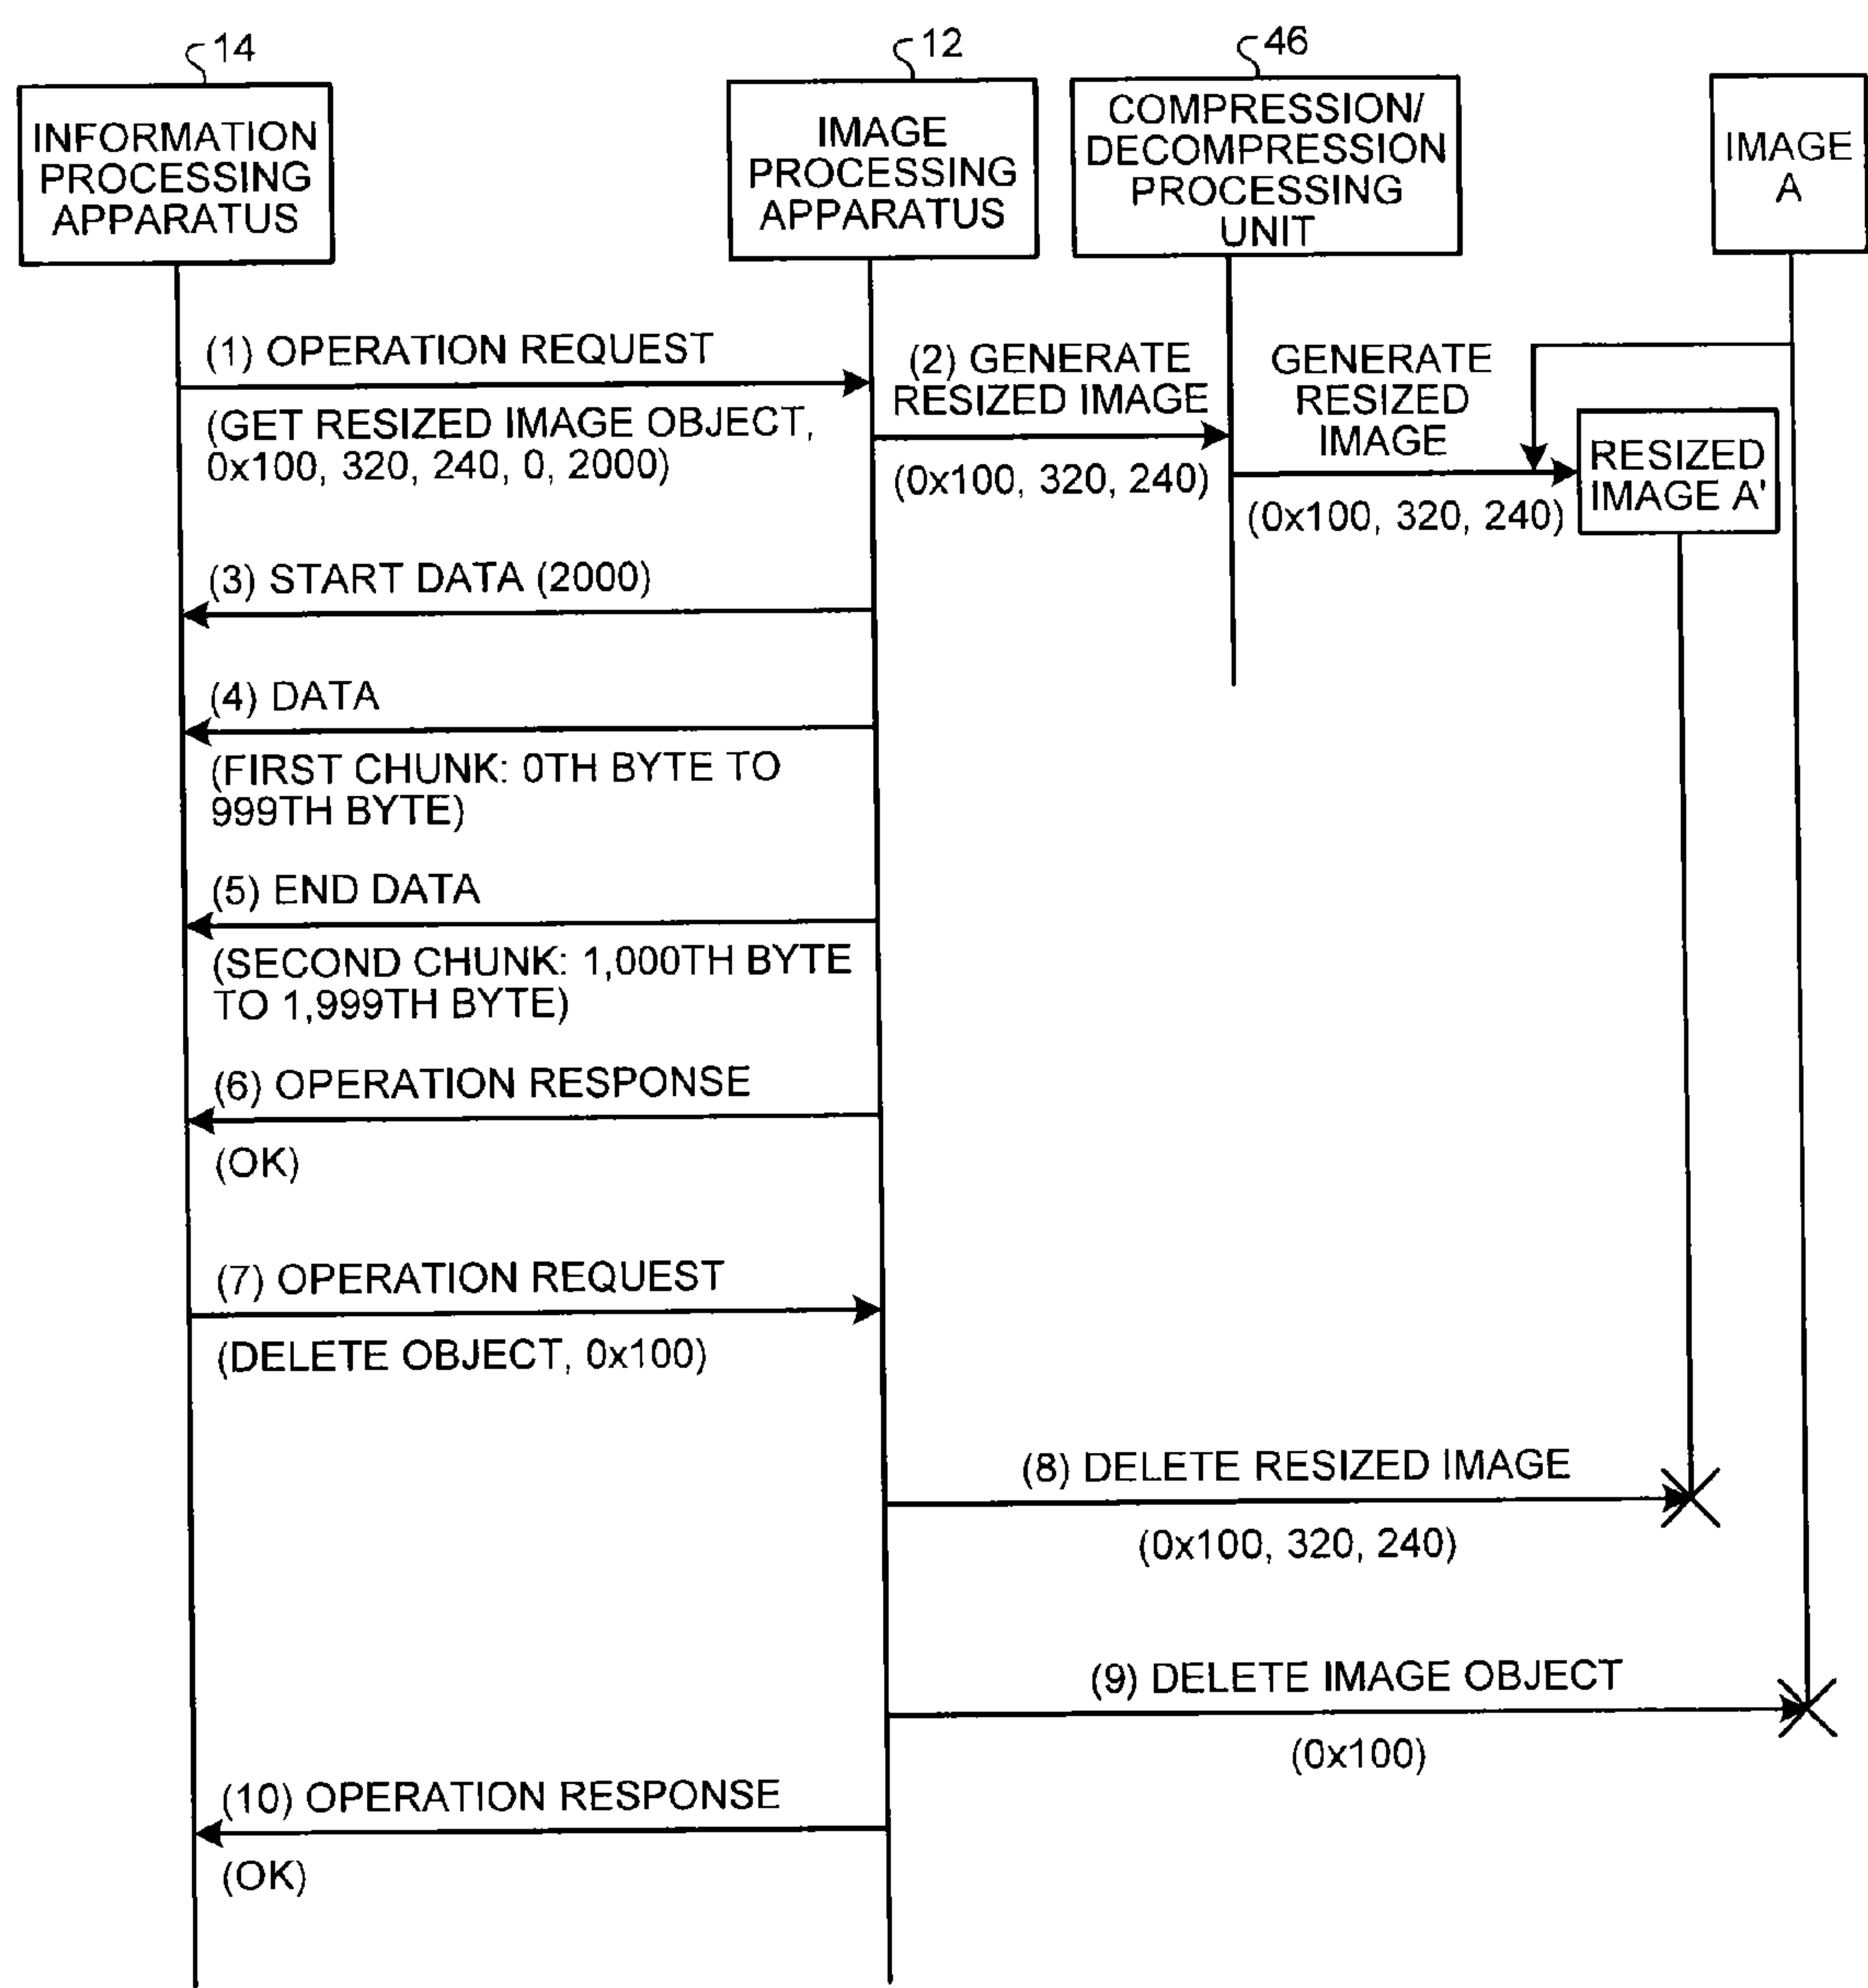 14
12
46
INFORMATION
PROCESSING
APPARATUS
IMAGE
PROCESSING
APPARATUS
COMPRESSION/
DECOMPRESSION
PROCESSING
UNIT
IMAGE
A
(1) OPERATION REQUEST
(GET RESIZED IMAGE OBJECT,
0x100, 320, 240, 0, 2000)
(2) GENERATE
RESIZED IMAGE
(0x100, 320, 240)
GENERATE
RESIZED
IMAGE
(0x100, 320, 240)
RESIZED
IMAGE A'
(3) START DATA (2000)
(4) DATA
(FIRST CHUNK: 0TH BYTE TO
999TH BYTE)
(5) END DATA
(SECOND CHUNK: 1,000TH BYTE
TO 1,999TH BYTE)
(6) OPERATION RESPONSE
(OK)
(7) OPERATION REQUEST
(DELETE OBJECT, 0x100)
(8) DELETE RESIZED IMAGE
(0x100, 320, 240)
(9) DELETE IMAGE OBJECT
(0x100)
(10) OPERATION RESPONSE
(OK)